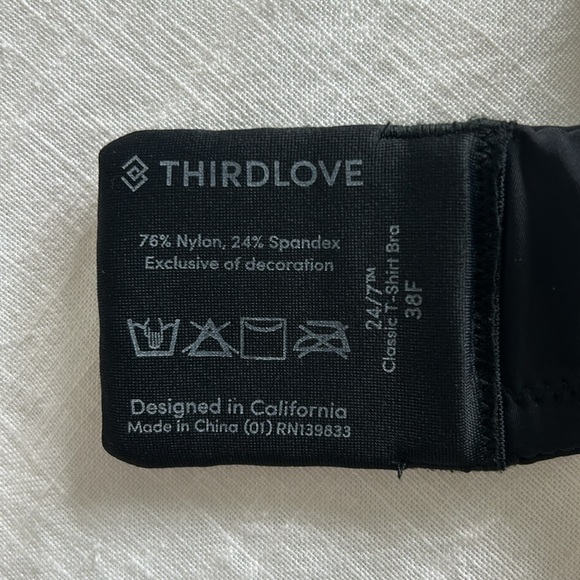 THIRDLOVE
76% Nylon, 24% Spandex
Exclusive of decoration
Designed in California
Made in China (01) RN139833
24/7™
Classic T-Shirt Bra
38F